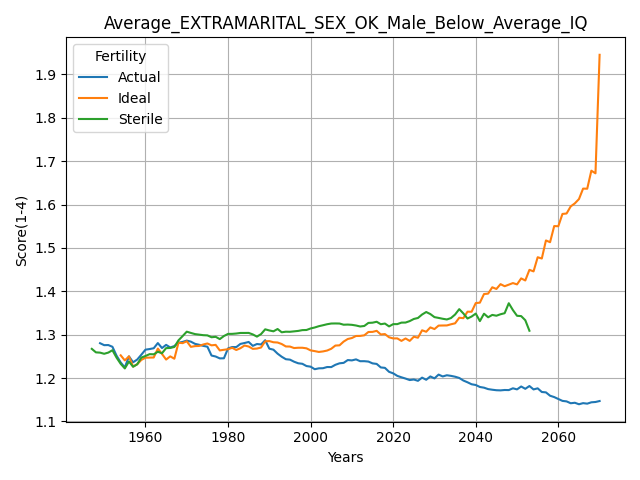 Average_EXTRAMARITAL_SEX_OK_Male_Below_Average_IQ
Fertility
Actual
Ideal
Sterile
Score(1-4)
1.9
1.8
1.7
1.6
1.5
1.4
1.3
1.2
1.1
1960 1980 2000 2020 2040 2060
Years